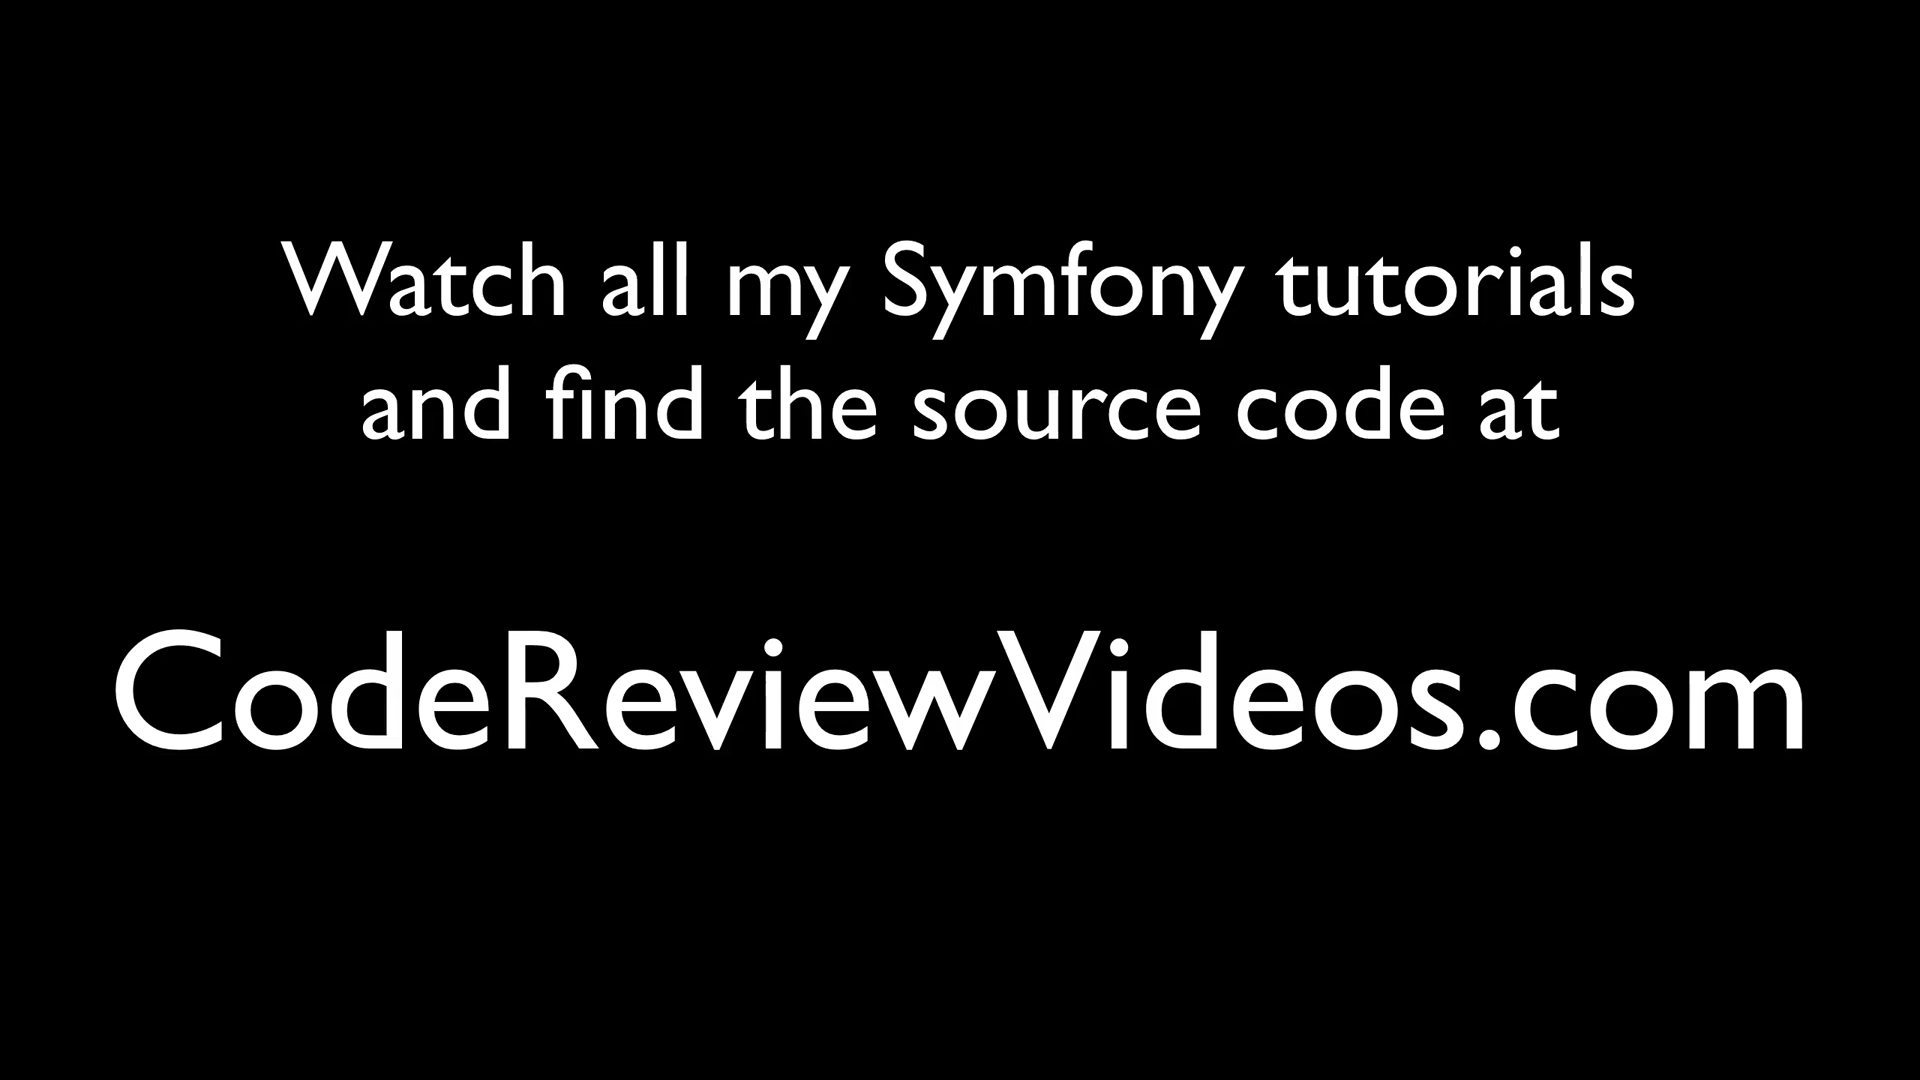 Watch all my Symfony tutorials
and find the source code at
CodeReviewVideos.com